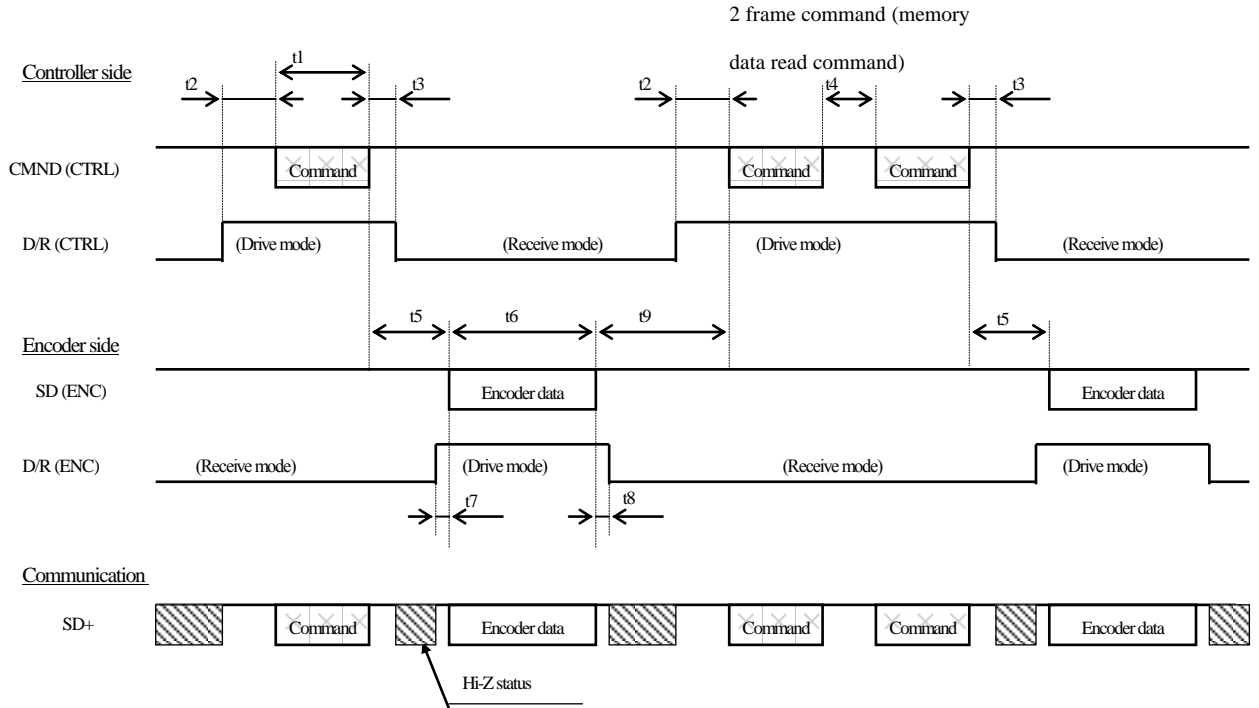 2 frame command (memory
data read command)
Controller side
t2 t1 t3 t2 t4 t3
CMND (CTRL) Command Command Command
D/R (CTRL) (Drive mode) (Receive mode) (Drive mode) (Receive mode)
t5 t6 t9 t5
Encoder side
SD (ENC) Encoder data Encoder data
D/R (ENC) (Receive mode) (Drive mode) (Receive mode) (Drive mode)
t7 t8
Communication
SD+ Command Encoder data Command Command Encoder data
Hi-Z status